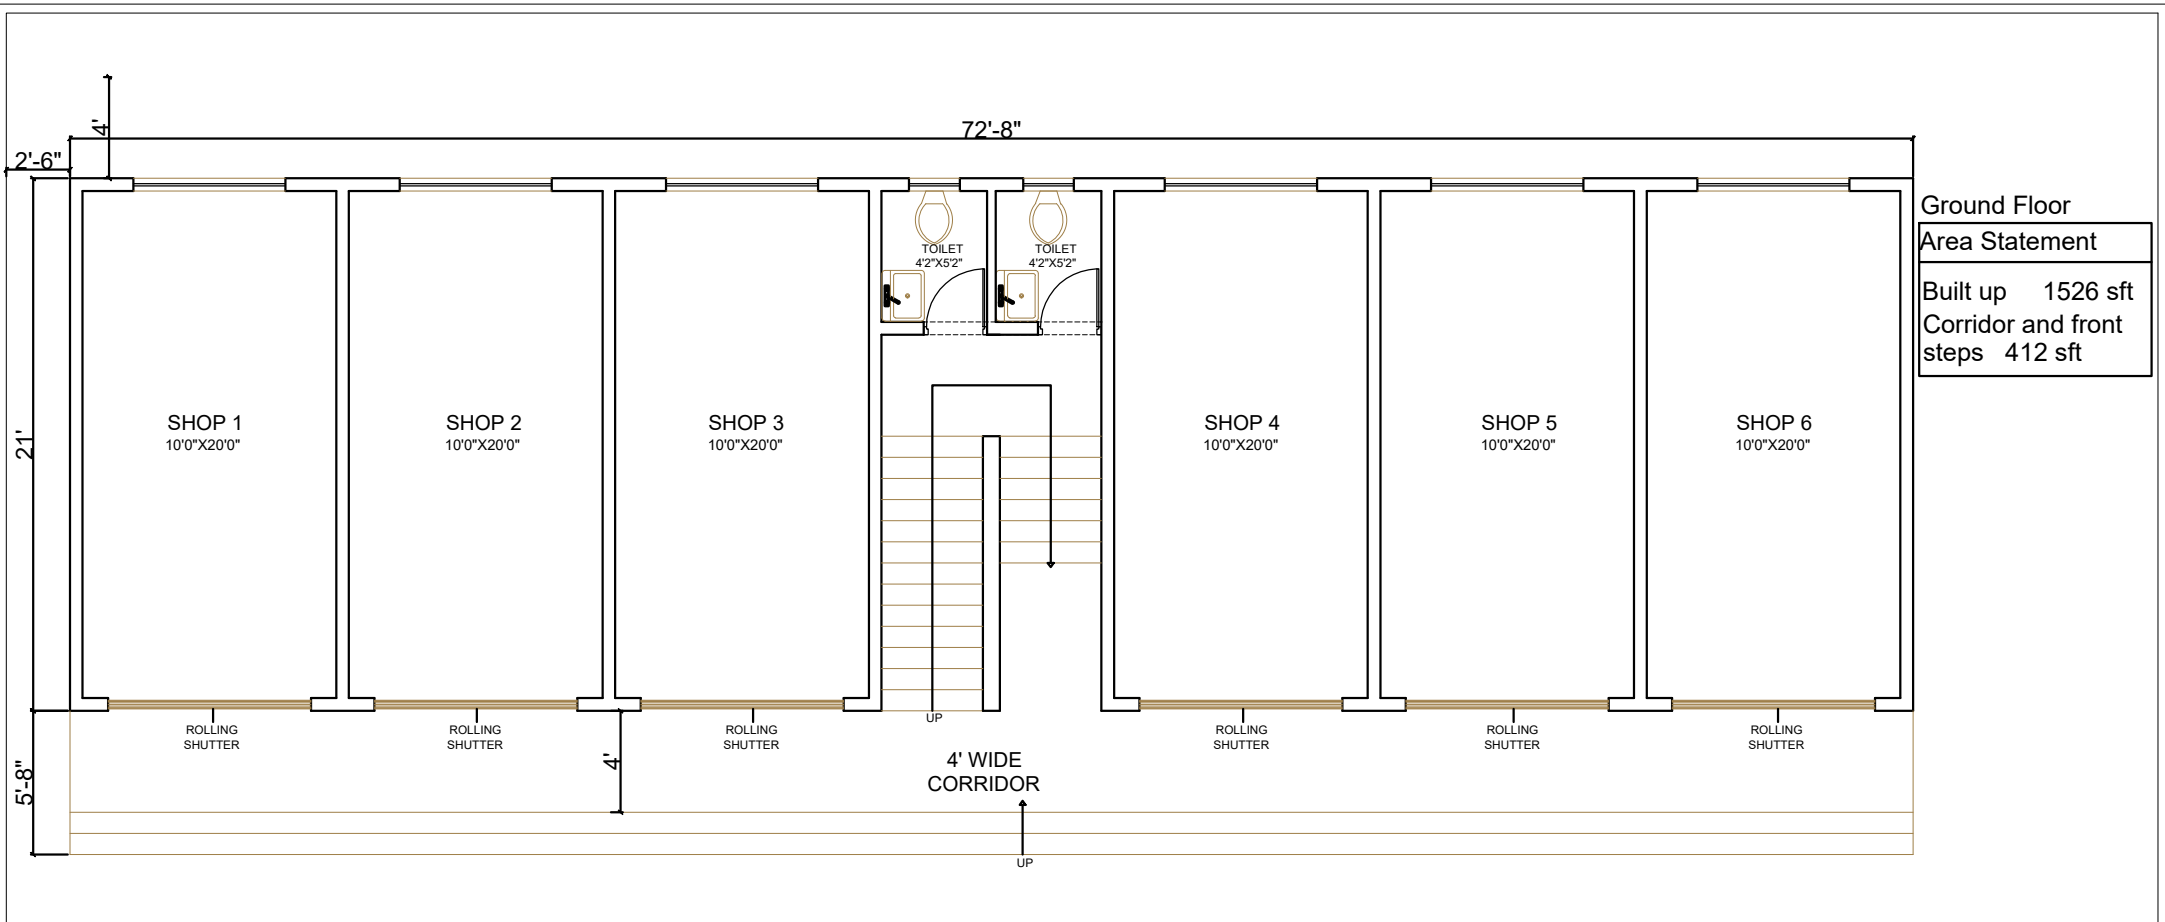 4'
72'-8"
2'-6"
Ground Floor
Area Statement
Built up 1526 sft
Corridor and front
steps 412 sft
TOILET
4'2"X5'2"
TOILET
4'2"X5'2"
SHOP 1
10'0"X20'0"
SHOP 2
10'0"X20'0"
SHOP 3
10'0"X20'0"
SHOP 4
10'0"X20'0"
SHOP 5
10'0"X20'0"
SHOP 6
10'0"X20'0"
21'
UP
ROLLING
SHUTTER
ROLLING
SHUTTER
ROLLING
SHUTTER
ROLLING
SHUTTER
ROLLING
SHUTTER
ROLLING
SHUTTER
5'-8"
4'
4' WIDE
CORRIDOR
UP